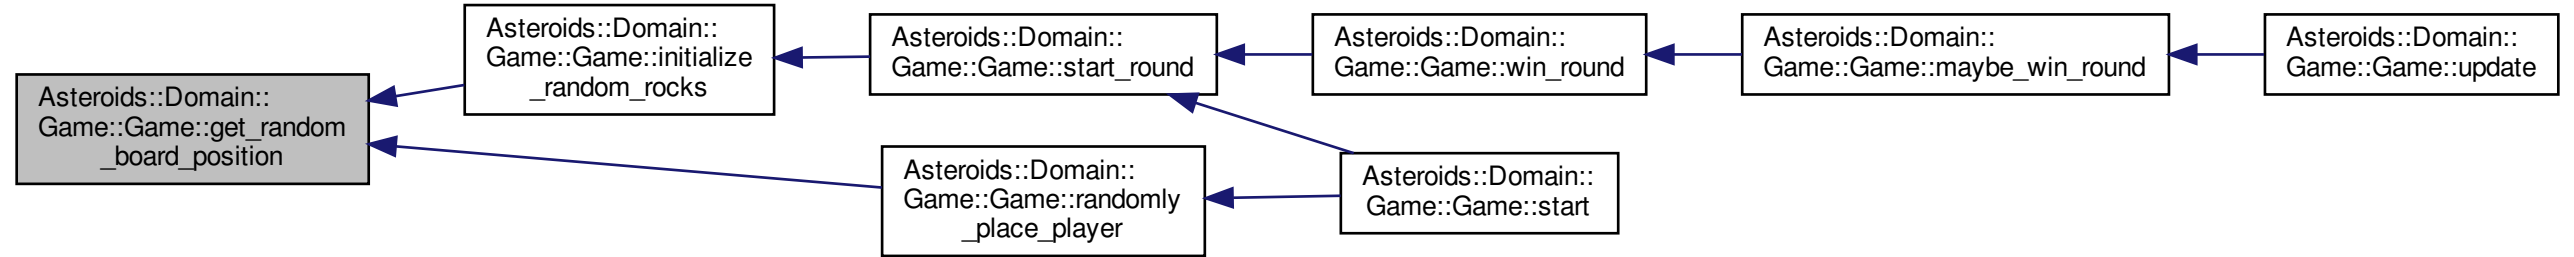 Asteroids::Domain::
Game::Game::get_random
_board_position
Asteroids::Domain::
Game::Game::initialize
_random_rocks
Asteroids::Domain::
Game::Game::start_round
Asteroids::Domain::
Game::Game::win_round
Asteroids::Domain::
Game::Game::maybe_win_round
Asteroids::Domain::
Game::Game::update
Asteroids::Domain::
Game::Game::randomly
_place_player
Asteroids::Domain::
Game::Game::start